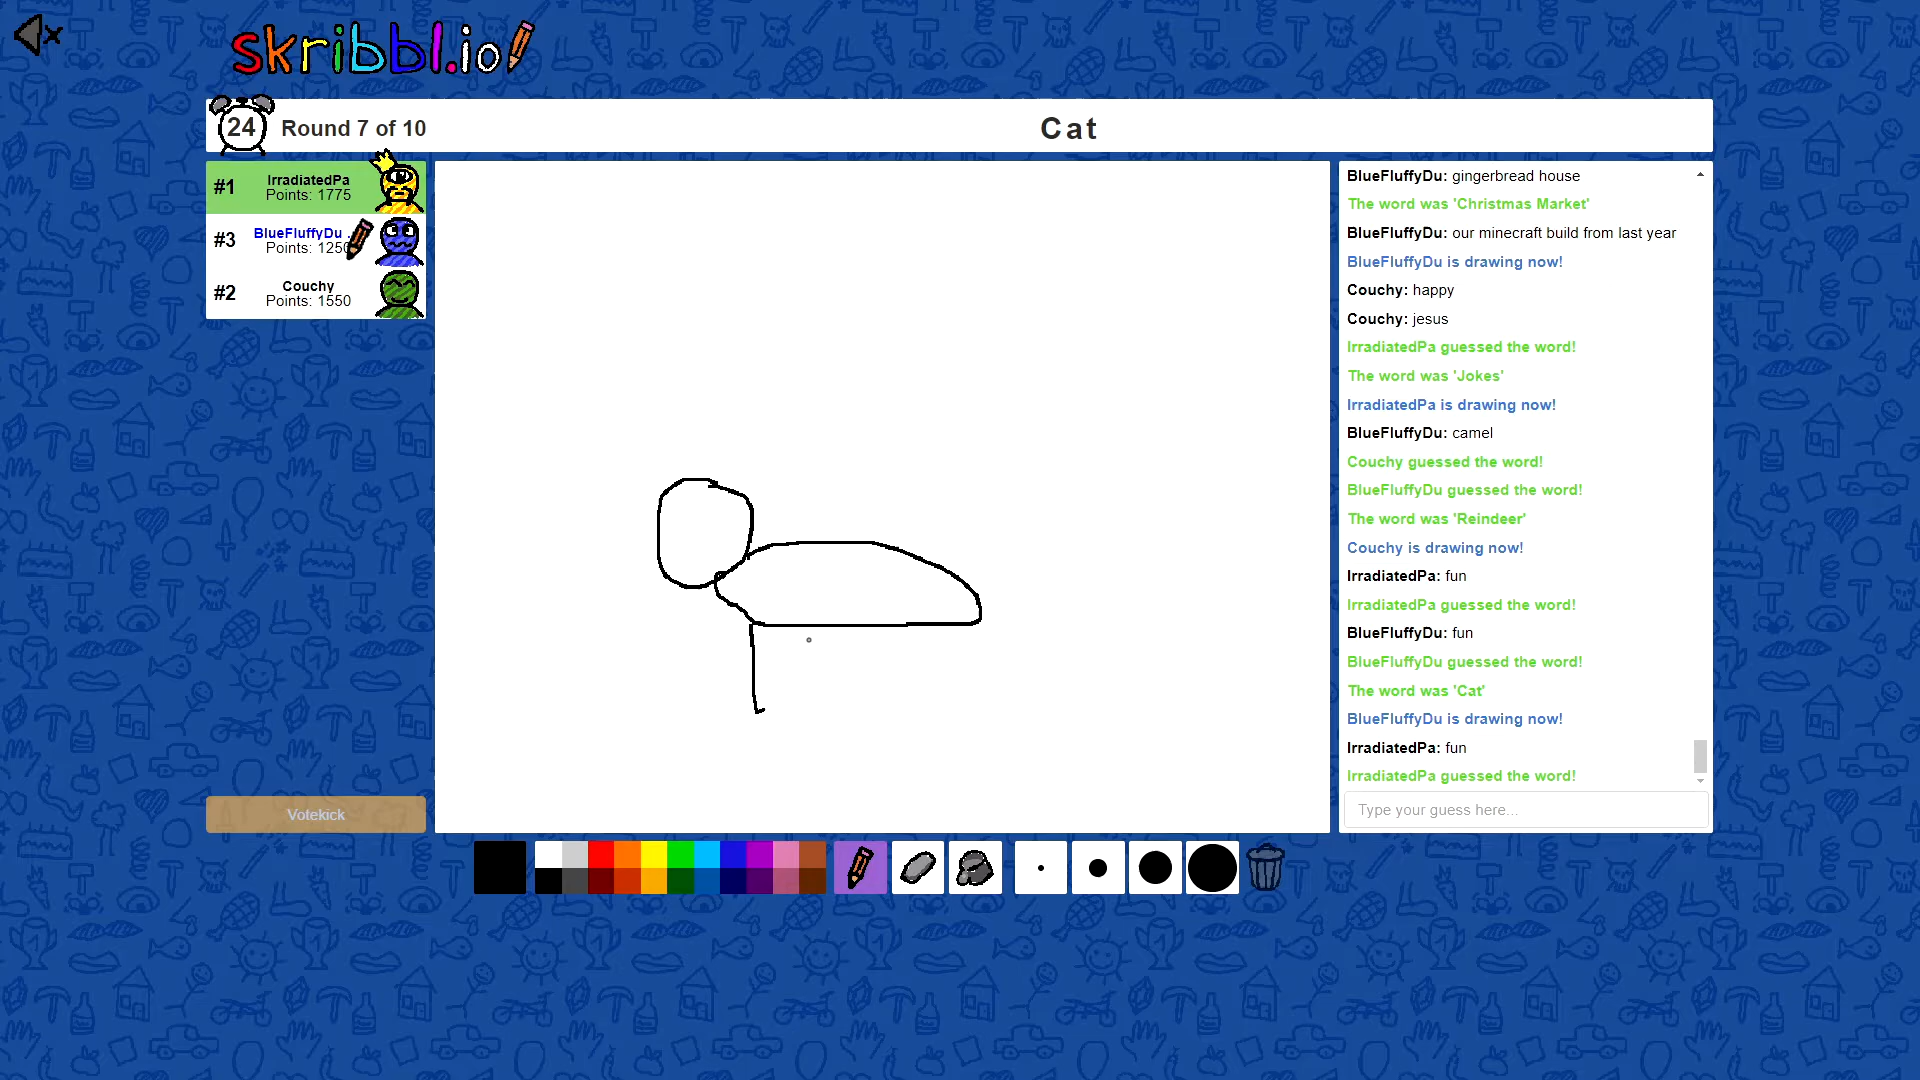 skribbl.io
24
Round 7 of 10
Cat
#1
IrradiatedPa
Points: 1775
#3
BlueFluffyDu .
Points: 1250
#2
Couchy
Points: 1550
Votekick
BlueFluffyDu: gingerbread house
The word was 'Christmas Market'
BlueFluffyDu: our minecraft build from last year
BlueFluffyDu is drawing now!
Couchy: happy
Couchy: jesus
IrradiatedPa guessed the word!
The word was 'Jokes'
IrradiatedPa is drawing now!
BlueFluffyDu: camel
Couchy guessed the word!
BlueFluffyDu guessed the word!
The word was 'Reindeer'
Couchy is drawing now!
IrradiatedPa: fun
IrradiatedPa guessed the word!
BlueFluffyDu: fun
BlueFluffyDu guessed the word!
The word was 'Cat'
BlueFluffyDu is drawing now!
IrradiatedPa: fun
IrradiatedPa guessed the word!
Type your guess here...